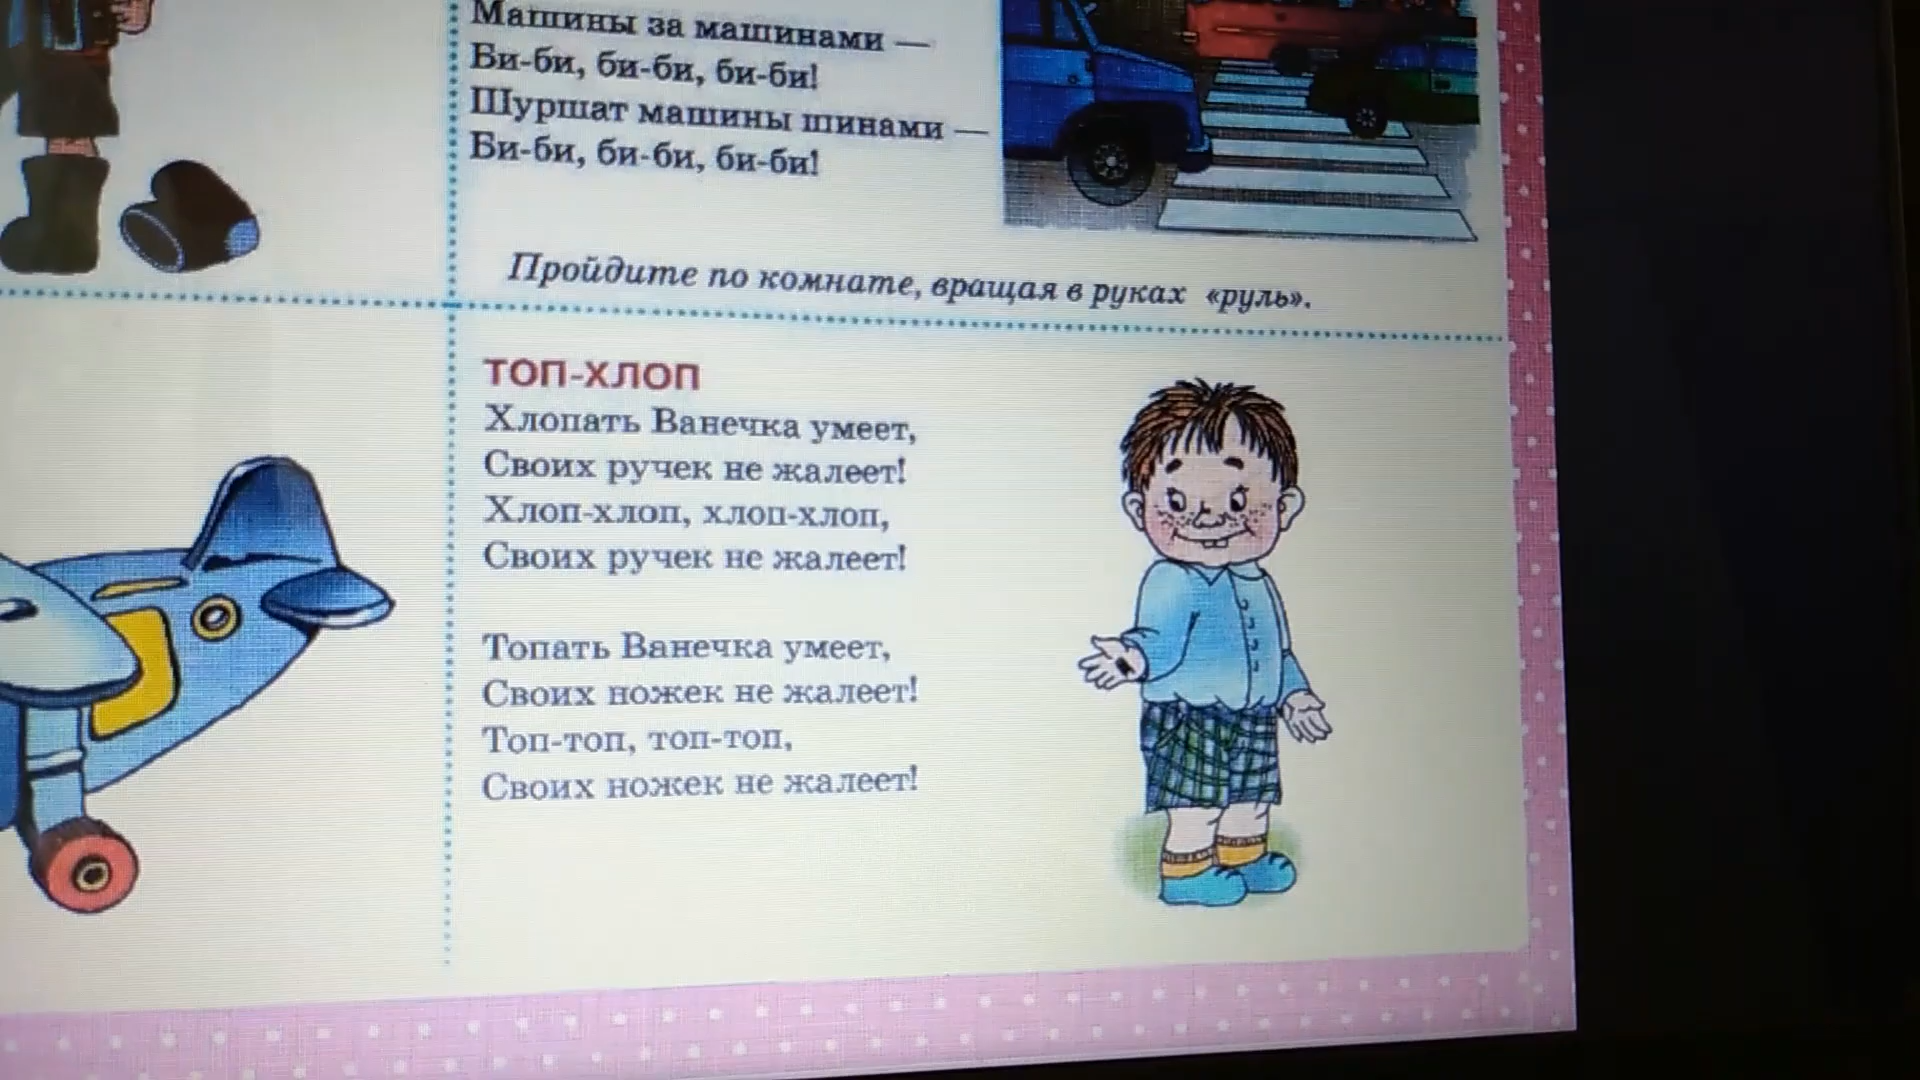 Машины за машинами —
Би-би, би-би, би-би!
Шуршат машины шинами —
Би-би, би-би, би-би!
Пройдите по комнате, вращая в руках «руль».
ТОП-ХЛОП
Хлопать Ванечка умеет,
Своих ручек не жалеет!
Хлоп-хлоп, хлоп-хлоп,
Своих ручек не жалеет!
Топать Ванечка умеет,
Своих ножек не жалеет!
Топ-топ, топ-топ,
Своих ножек не жалеет!